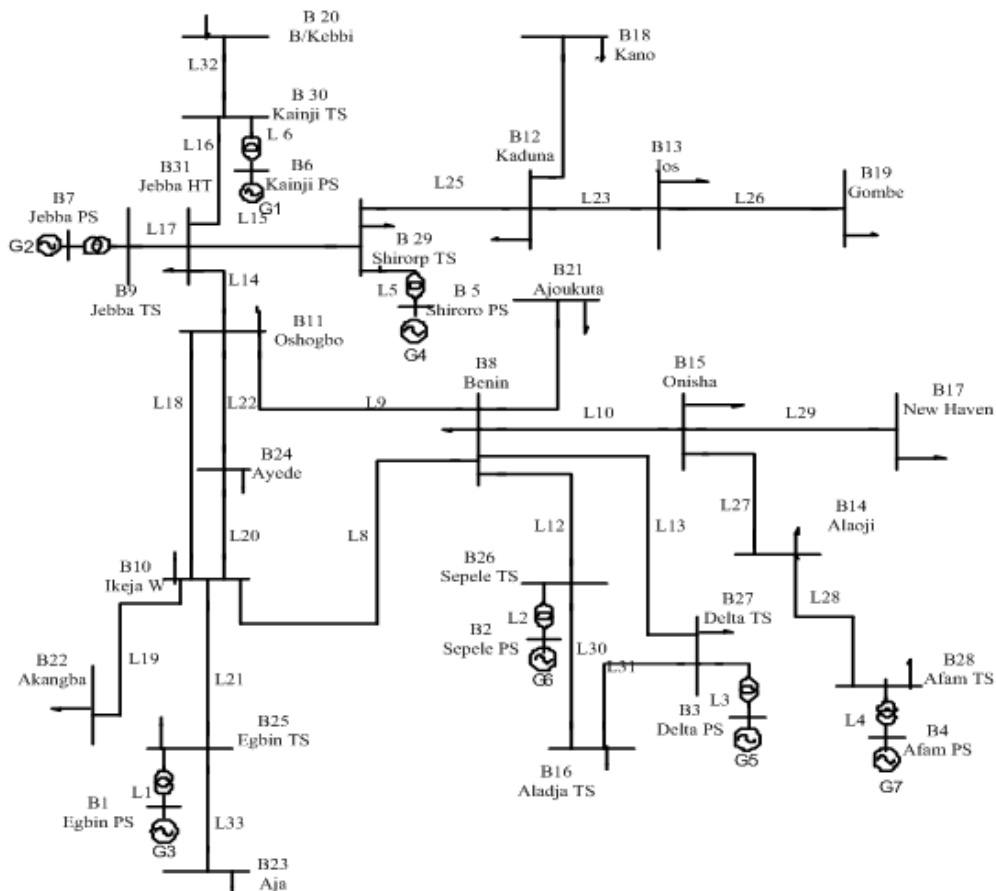 B 20
B/Kebbi
B18
Kano
L32
B 30
Kainji TS
L 6
L16
B31
Jebba HT
B6
Kainji PS
G1
B12
Kaduna
B13
Jos
B19
Gombe
L25
L23
L26
B7
Jebba PS
G2
L17
L15
B9
Jebba TS
L14
B 29
Shirorp TS
L5
B 5
Shiroro PS
G4
B21
Ajoukuta
B11
Oshogbo
B8
Benin
B15
Onisha
B17
New Haven
L18
L22
L9
L10
L29
B24
Ayede
L20
L8
L12
L13
L27
B14
Alaoji
B10
Ikeja W
B26
Sepele TS
B27
Delta TS
L28
L2
B2
Sepele PS
G6
L30
L31
B22
Akangba
L19
L21
B28
Afam TS
L3
B3
Delta PS
G5
L4
B4
Afam PS
G7
B25
Egbin TS
B16
Aladja TS
L1
B1
Egbin PS
G3
L33
B23
Aja